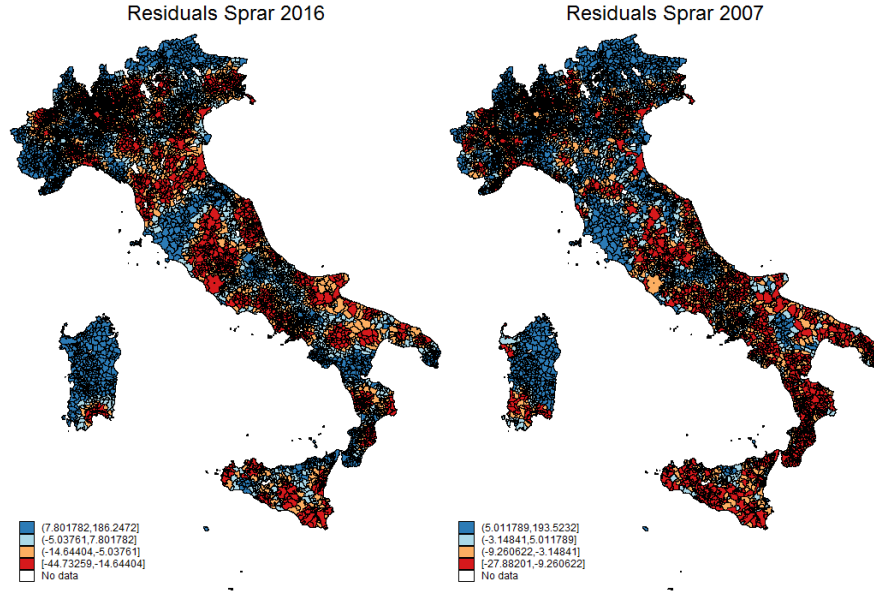 Residuals Sprar 2016
(7.801782,186.2472]
(-5.03761,7.801782]
(-14.64404,-5.03761]
[-44.73259,-14.64404]
No data
Residuals Sprar 2007
(5.011789,193.5232]
(-3.14841,5.011789]
(-9.260622,-3.14841]
[-27.88201,-9.260622]
No data